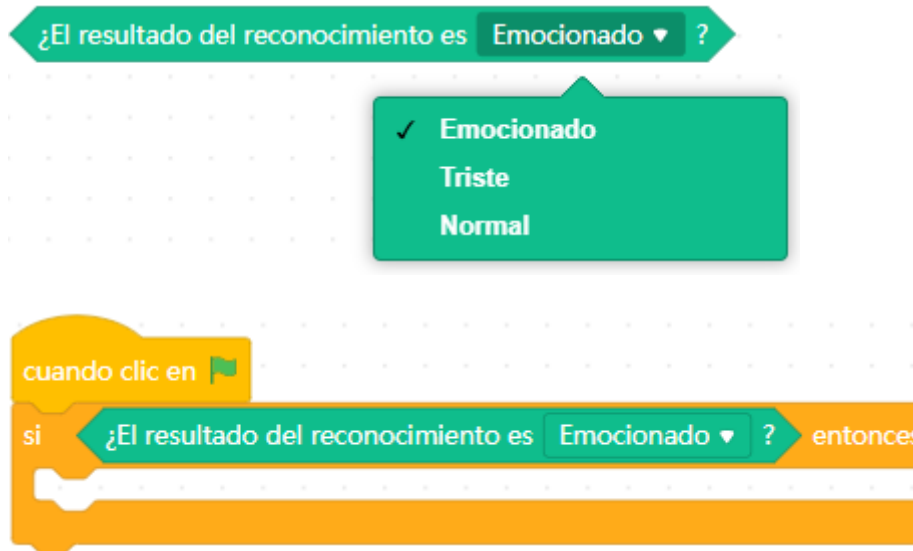 ¿El resultado del reconocimiento es Emocionado ▼ ?
✓ Emocionado
Triste
Normal
cuando clic en
si ¿El resultado del reconocimiento es Emocionado ▼ ? entonces